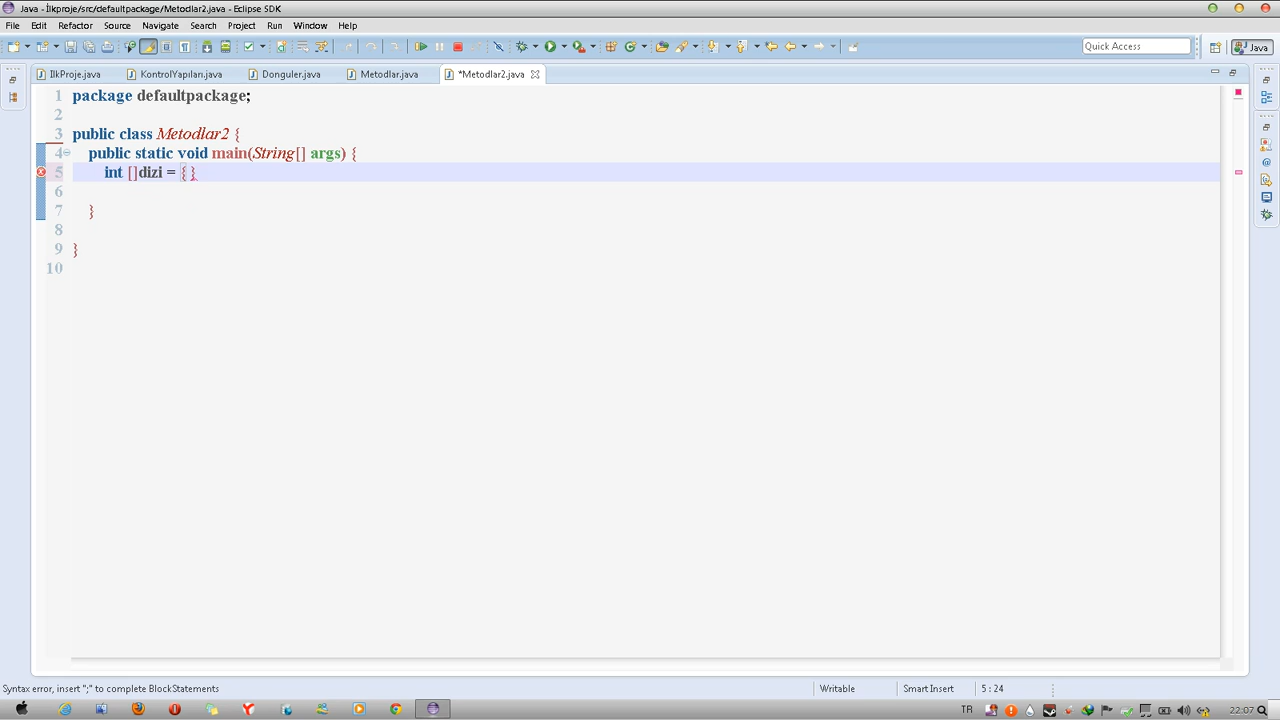 Java - İlkproje/src/defaultpackage/Metodlar2.java - Eclipse SDK
File Edit Refactor Source Navigate Search Project Run Window Help
Quick Access
Java
IlkProje.java KontrolYapıları.java Donguler.java Metodlar.java *Metodlar2.java
1 package defaultpackage;
2
3 public class Metodlar2 {
4 public static void main(String[] args) {
5 int []dizi = {}
6
7 }
8
9 }
10
Syntax error, insert ";" to complete BlockStatements Writable Smart Insert 5 : 24
TR 22:07